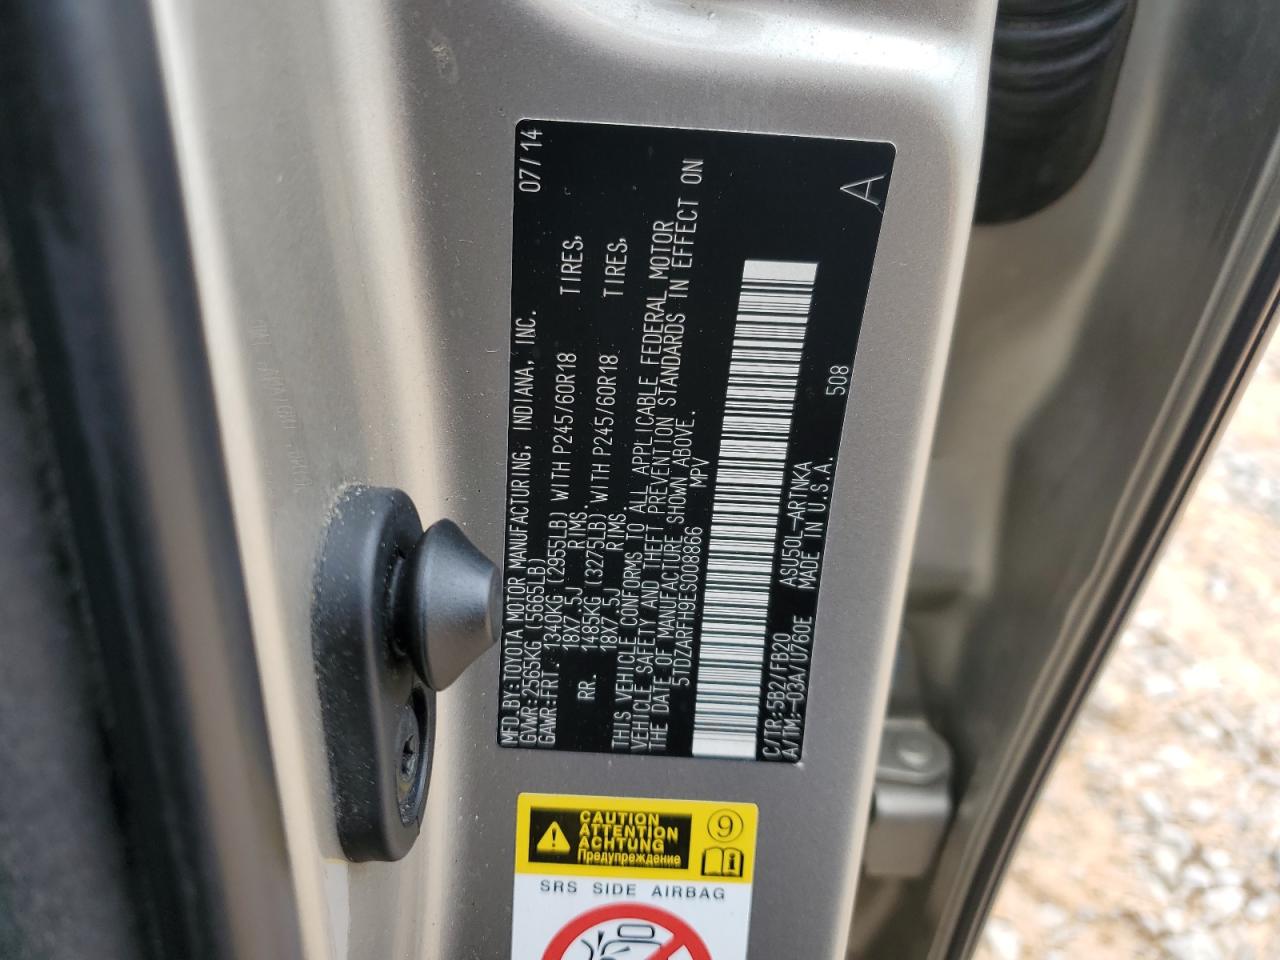 MFD.BY:TOYOTA MOTOR MANUFACTURING, INDIANA, INC. 07/14
GVWR:2565KG (5665LB)
GAWR:FRT. 1340KG (2955LB) WITH P245/60R18 TIRES,
18X7.5J RIMS.
RR. 1485KG (3275LB) WITH P245/60R18 TIRES,
18X7.5J RIMS.
THIS VEHICLE CONFORMS TO ALL APPLICABLE FEDERAL MOTOR
VEHICLE SAFETY AND THEFT PREVENTION STANDARDS IN EFFECT ON
THE DATE OF MANUFACTURE SHOWN ABOVE.
5TDZARFH9ES008866 MPV
A
C/TR:5B2/FB20 ASU50L-ARTNKA 508
A/TM:-03A/U760E MADE IN U.S.A.
CAUTION
ATTENTION
ACHTUNG
Предупреждение
9
SRS SIDE AIRBAG